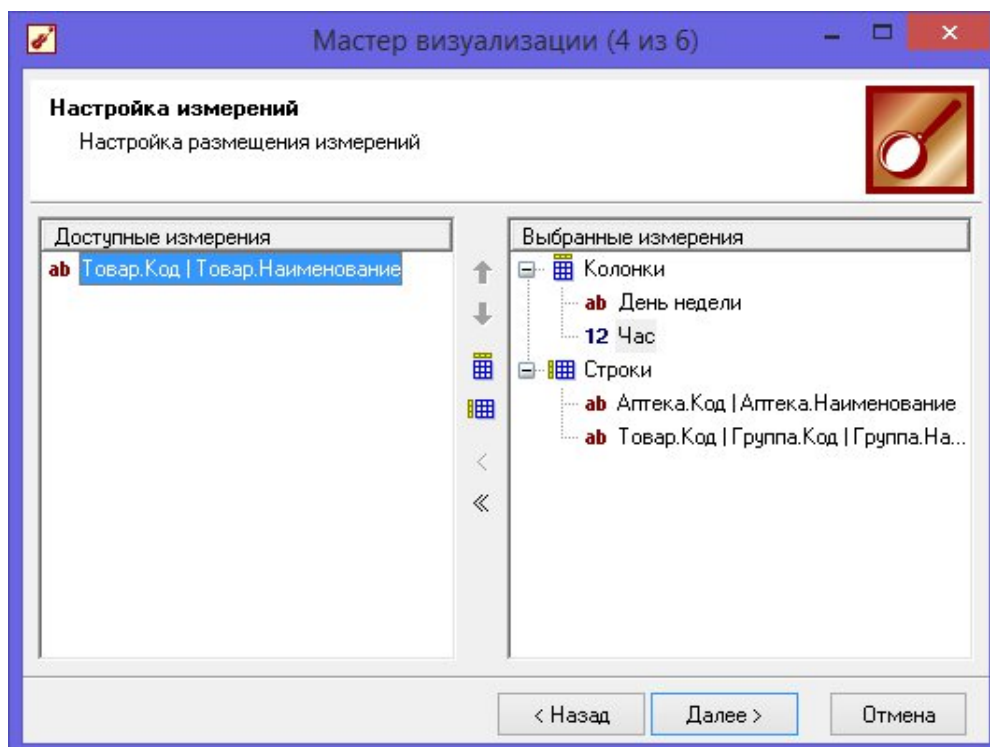 Мастер визуализации (4 из 6)
Настройка измерений
Настройка размещения измерений
Доступные измерения
ab Товар.Код | Товар.Наименование
Выбранные измерения
Колонки
ab День недели
12 Час
Строки
ab Аптека.Код | Аптека.Наименование
ab Товар.Код | Группа.Код | Группа.На...
< Назад
Далее >
Отмена